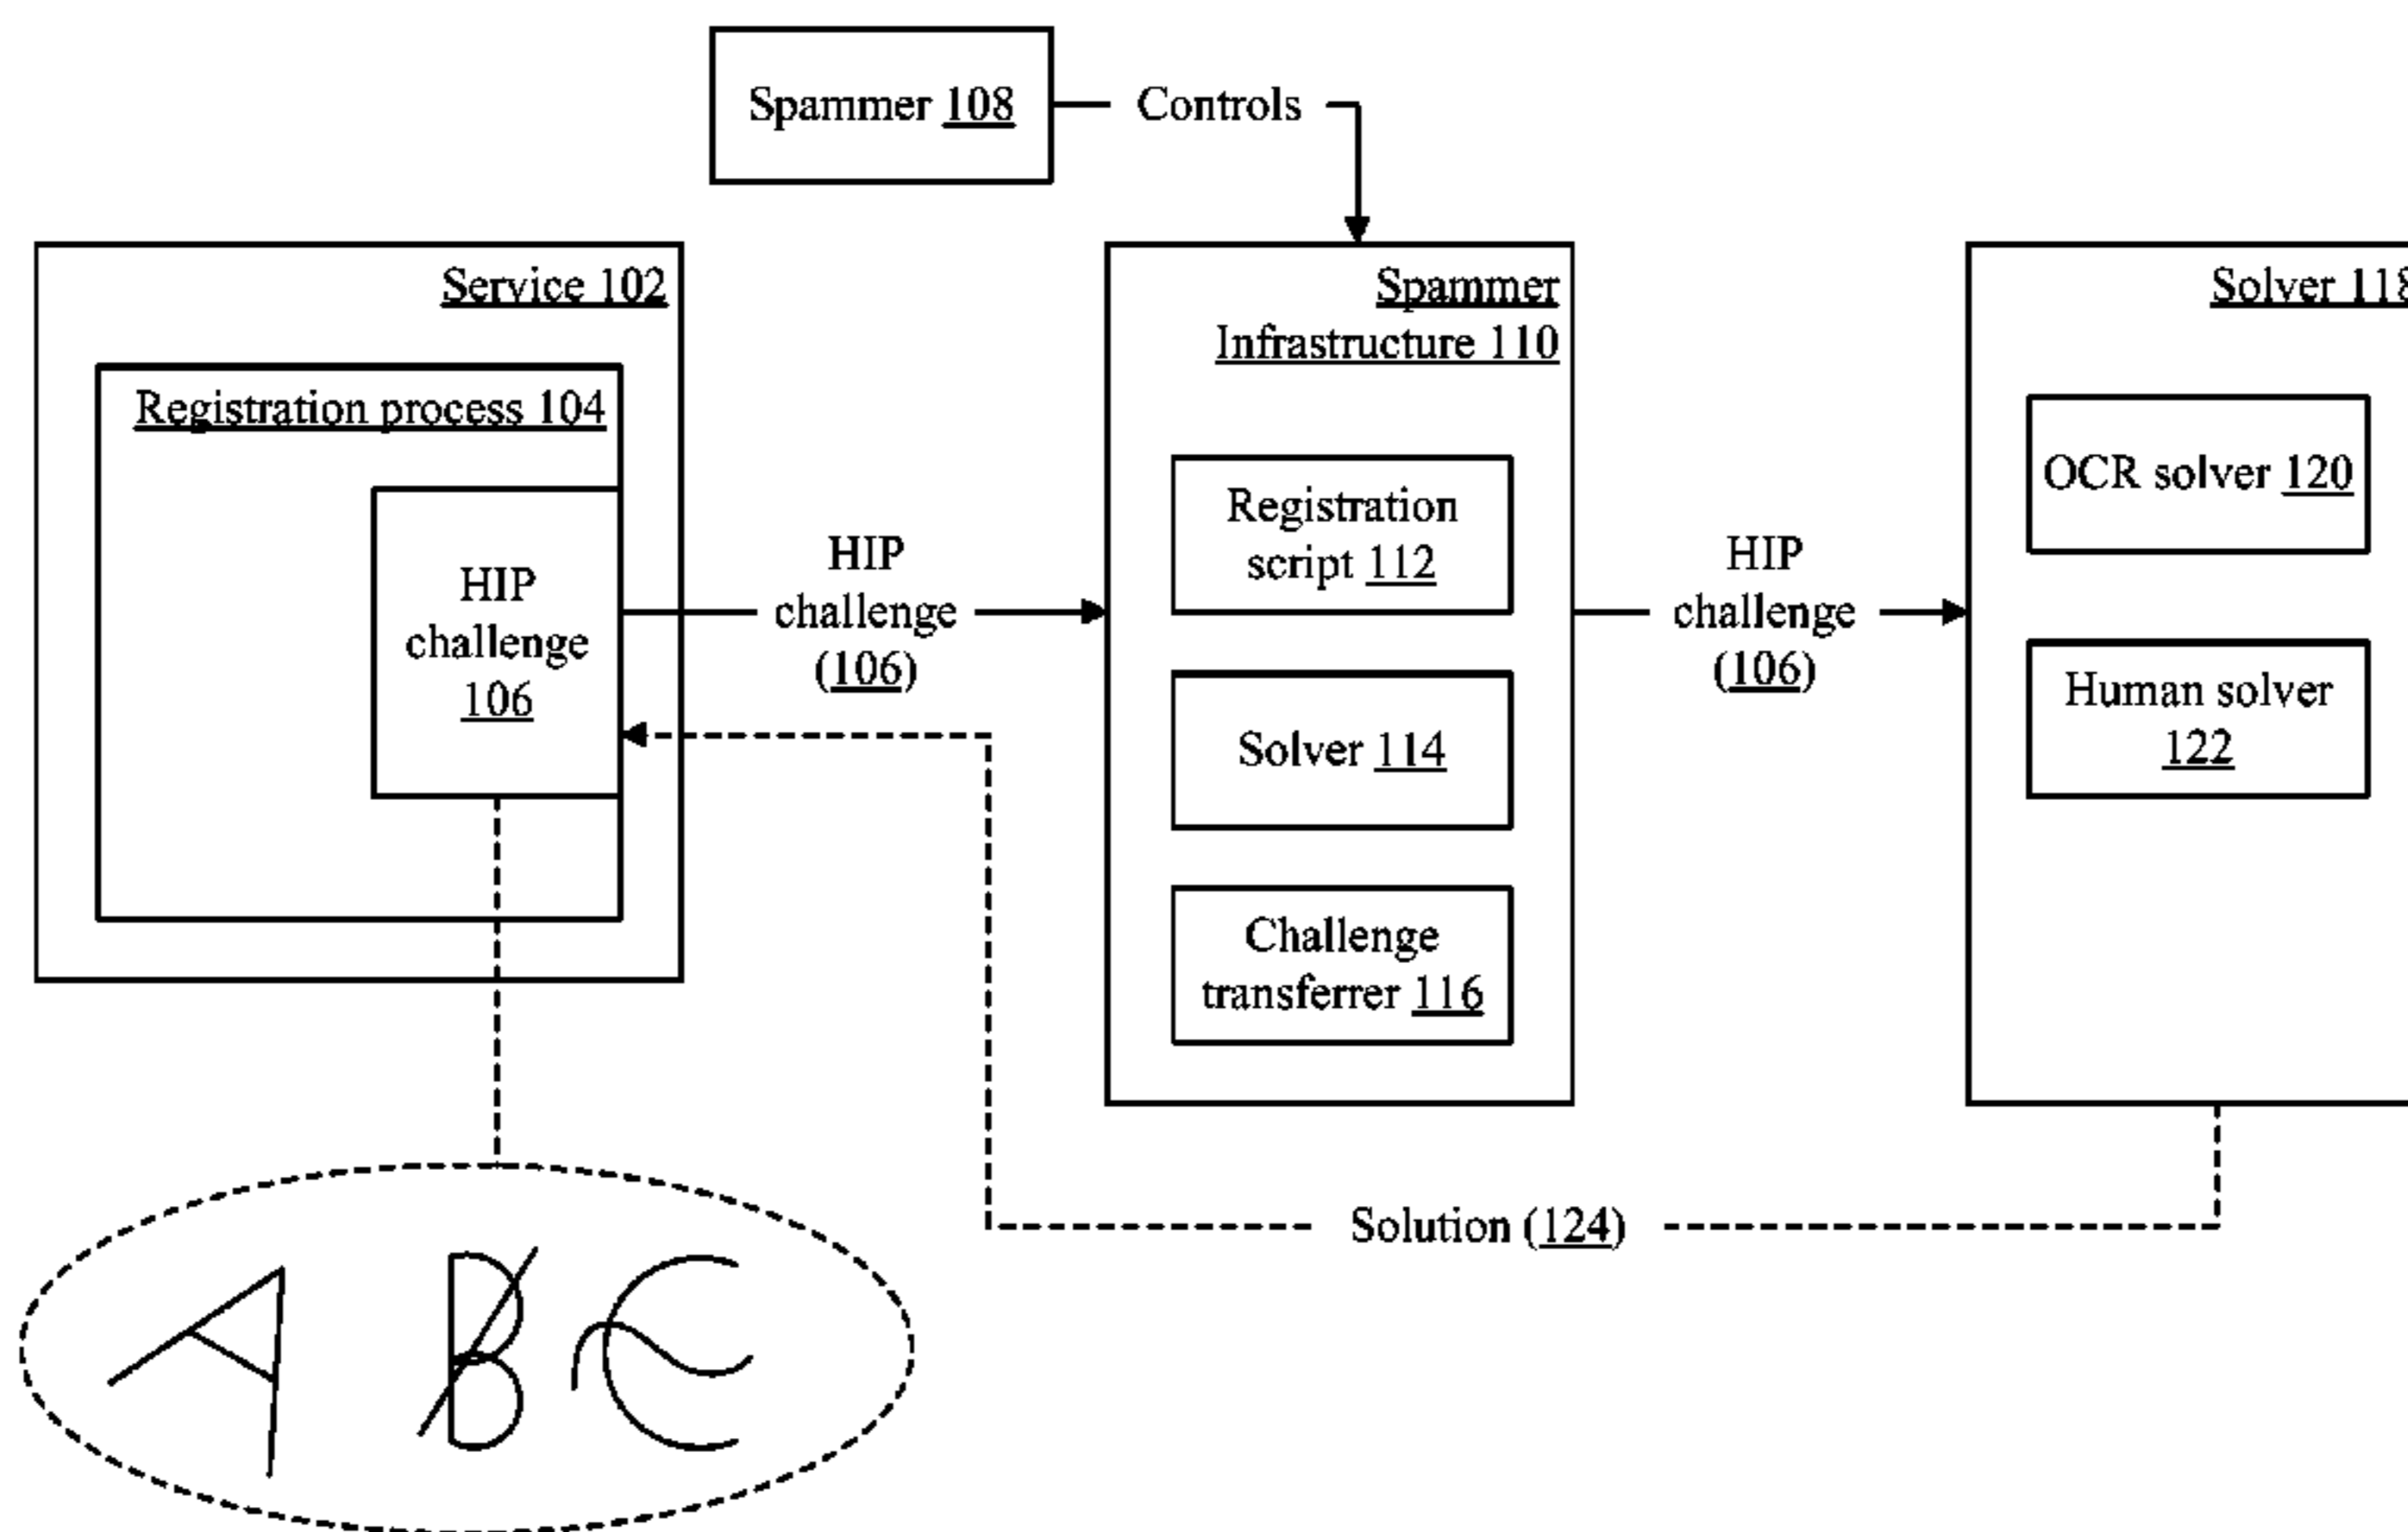 Spammer 108
Controls
Service 102
Registration process 104
HIP
challenge
106
HIP
challenge
(106)
Spammer
Infrastructure 110
Registration
script 112
Solver 114
Challenge
transferrer 116
HIP
challenge
(106)
Solver 118
OCR solver 120
Human solver
122
Solution (124)
A B C